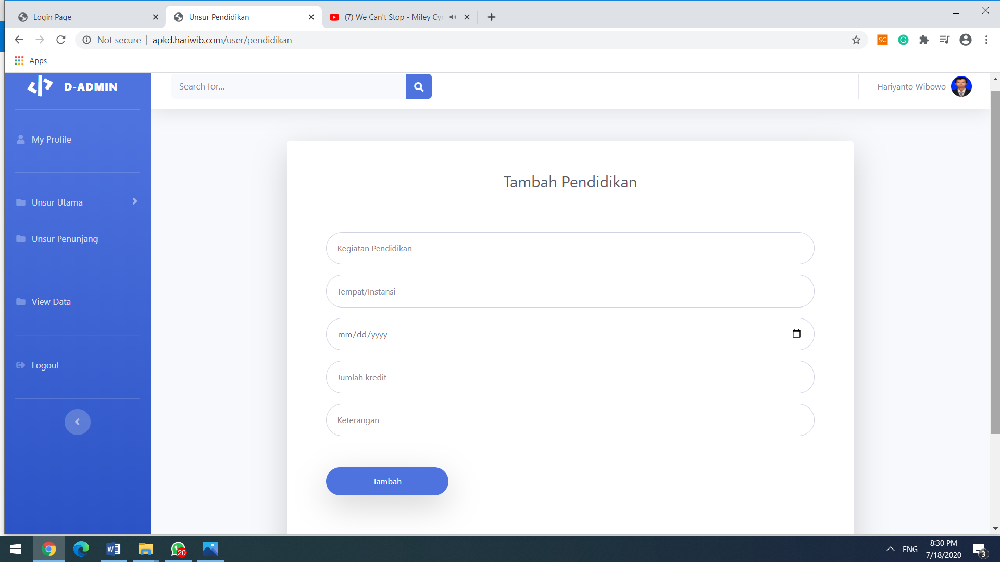 Login Page
Unsur Pendidikan
(7) We Can't Stop - Miley Cyr
Not secure | apkd.hariwib.com/user/pendidikan
SC
Apps
D-ADMIN
Search for...
Hariyanto Wibowo
My Profile
Unsur Utama
Unsur Penunjang
View Data
Logout
Tambah Pendidikan
Kegiatan Pendidikan
Tempat/Instansi
mm/dd/yyyy
Jumlah kredit
Keterangan
Tambah
20
ENG
8:30 PM
7/18/2020
3